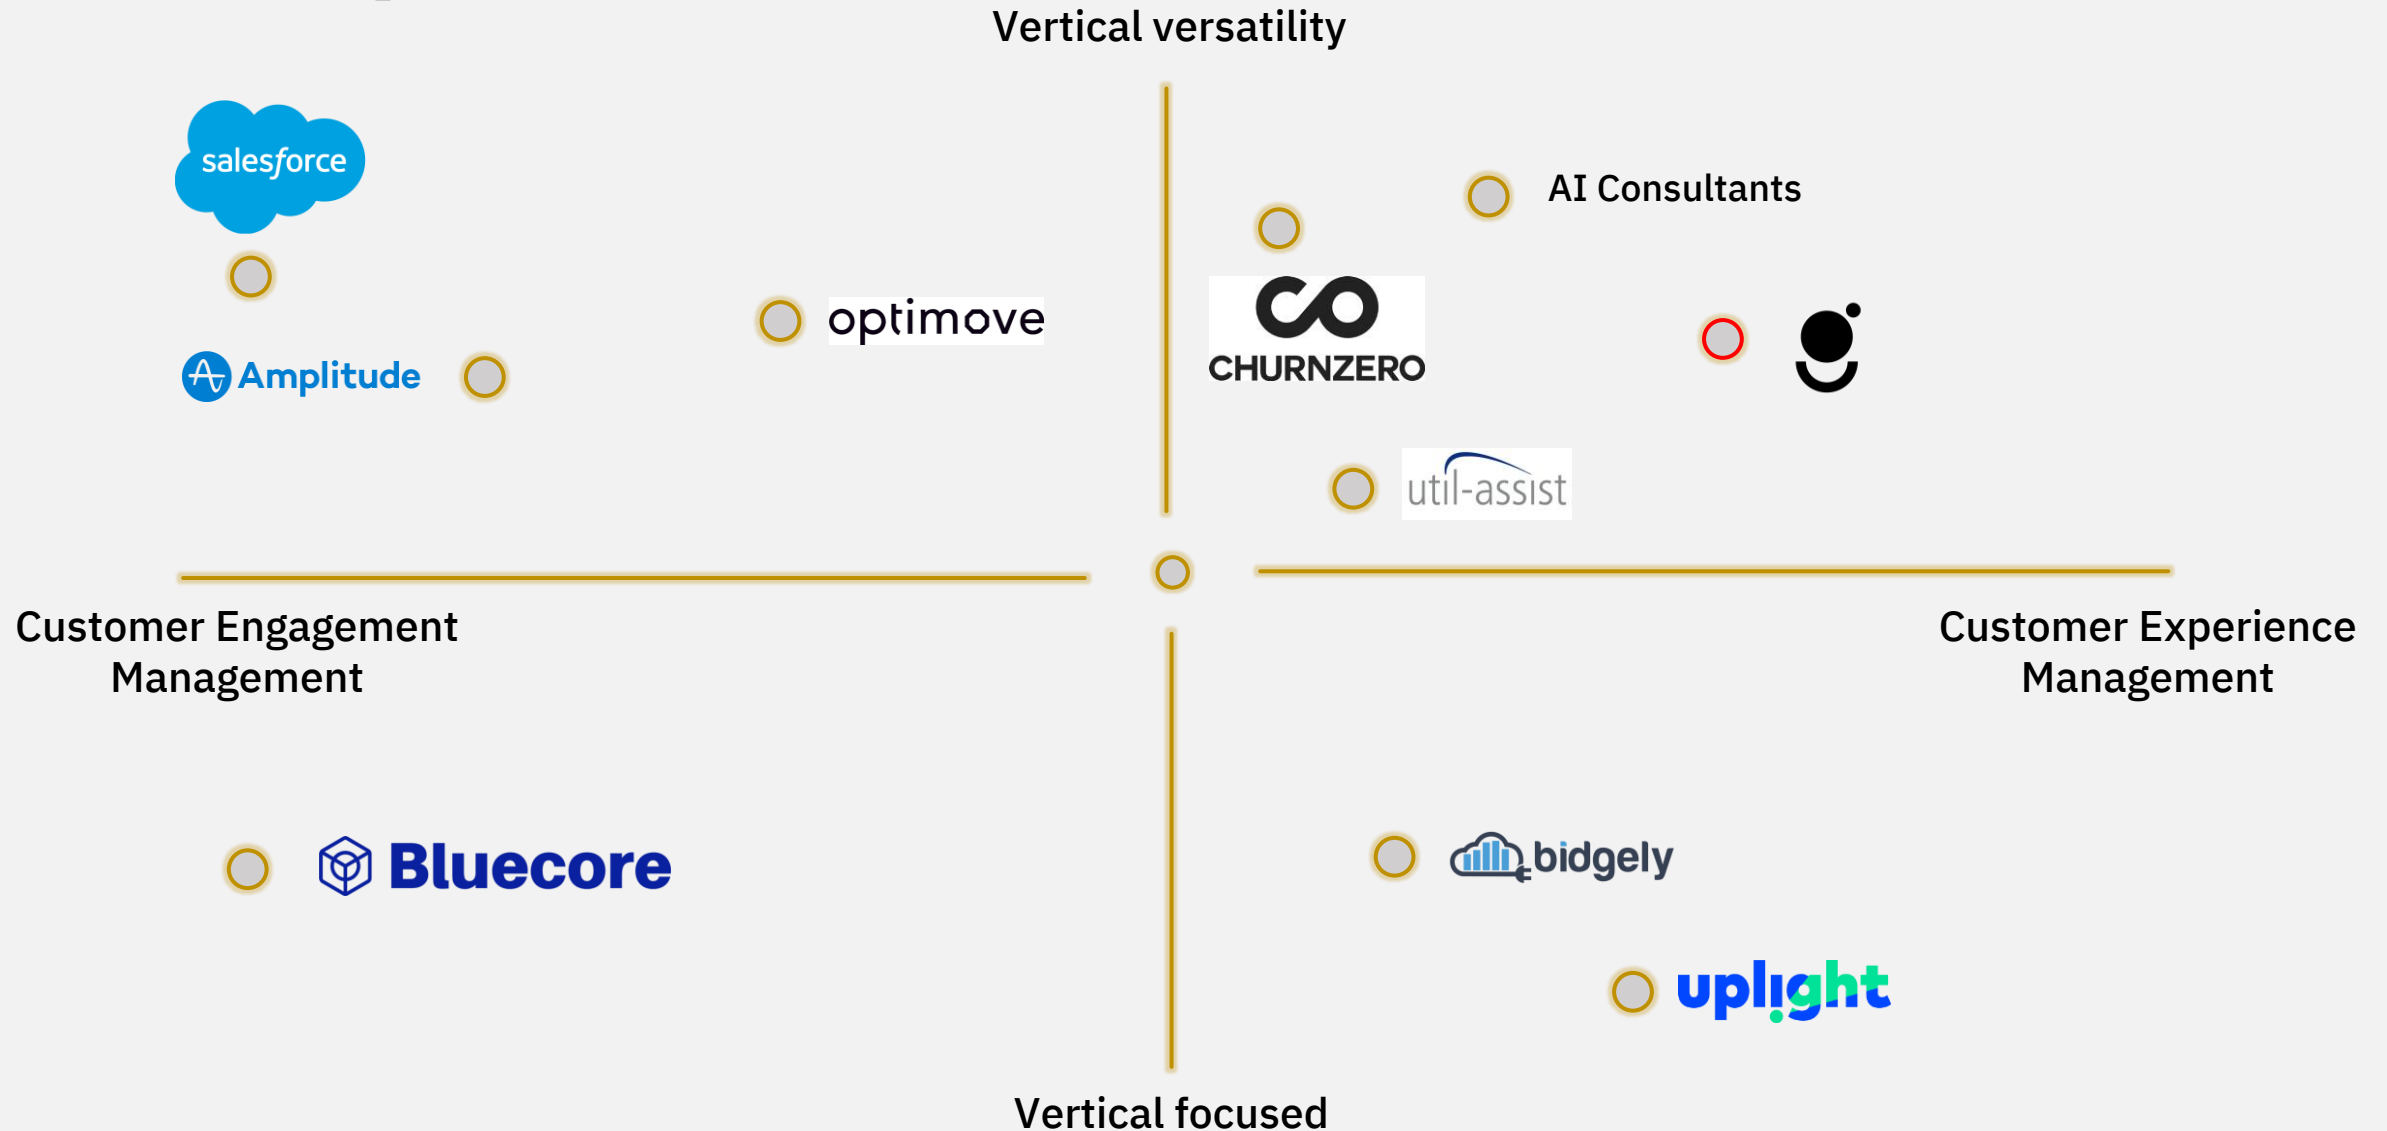 Vertical versatility
salesforce
AI Consultants
optimove
CHURNZERO
Amplitude
util-assist
Customer Engagement
Management
Customer Experience
Management
Bluecore
bidgely
uplight
Vertical focused